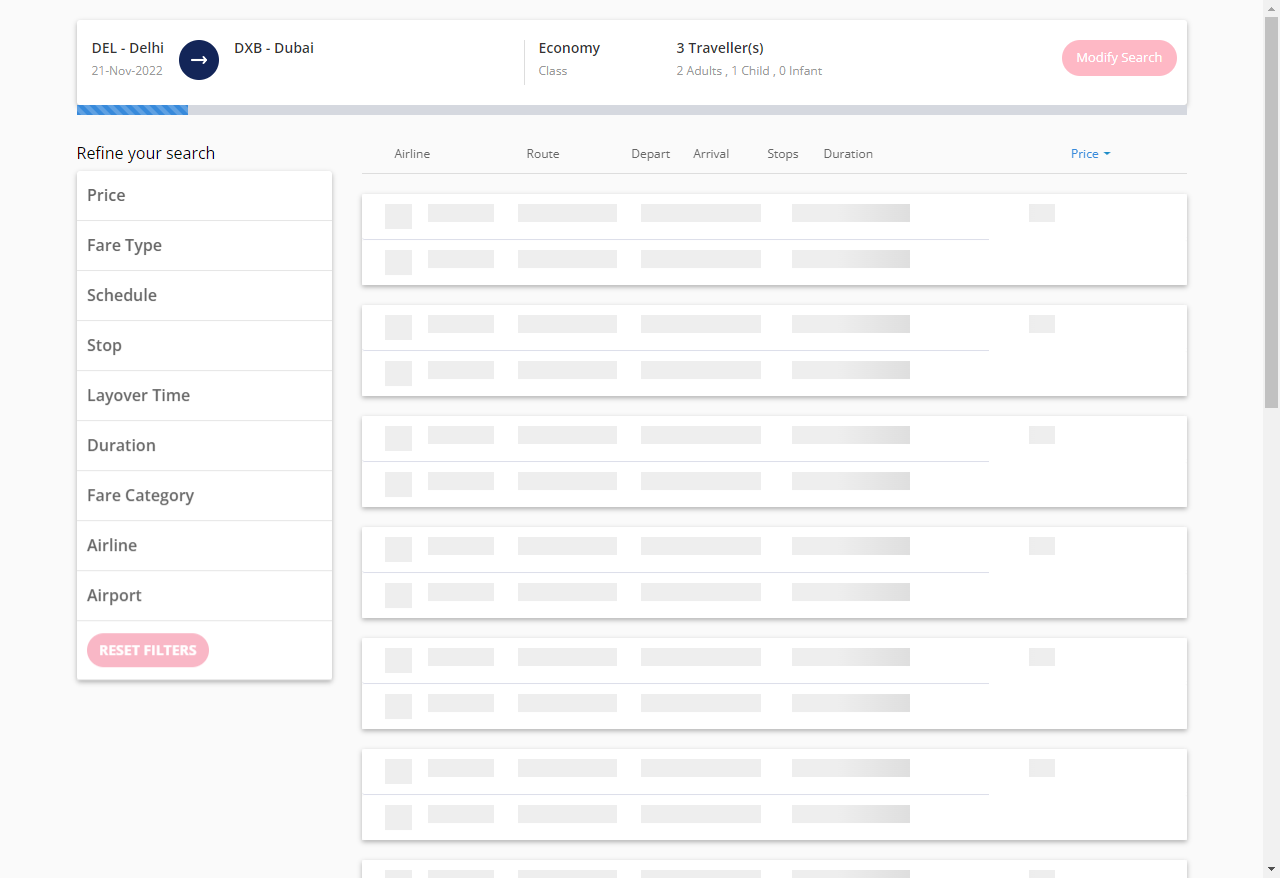 DEL - Delhi
21-Nov-2022
DXB - Dubai
Economy
Class
3 Traveller(s)
2 Adults , 1 Child , 0 Infant
Modify Search
Refine your search
Price
Fare Type
Schedule
Stop
Layover Time
Duration
Fare Category
Airline
Airport
RESET FILTERS
Airline Route Depart Arrival Stops Duration Price